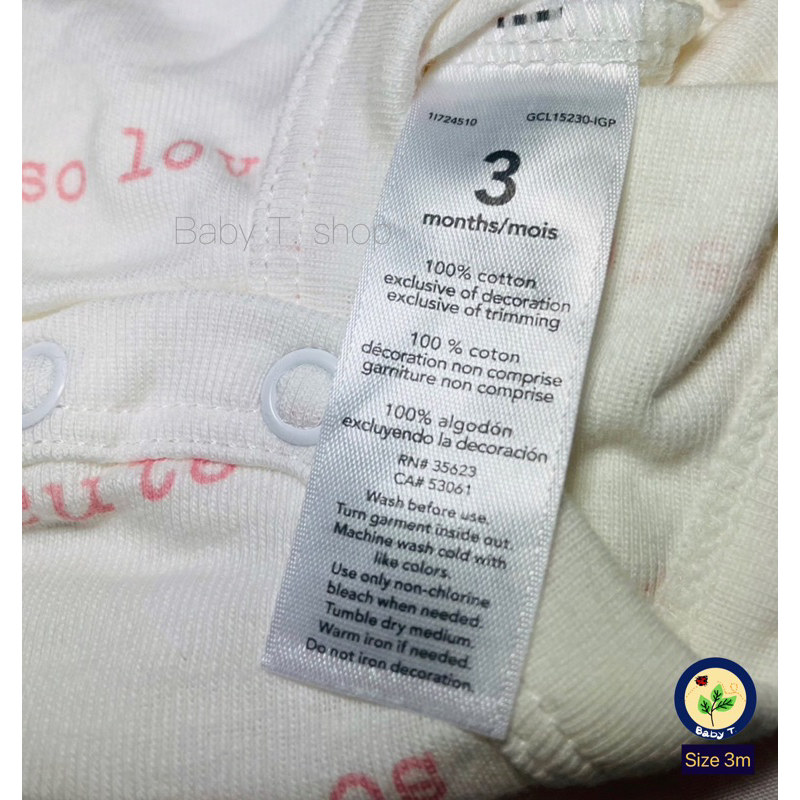 so lov
Baby T. shop
1I724510 GCL15230-IGP
3
months/mois
100% cotton
exclusive of decoration
exclusive of trimming
100 % coton
décoration non comprise
garniture non comprise
100% algodón
excluyendo la decoración
RN# 35623
CA# 53061
Wash before use.
Turn garment inside out.
Machine wash cold with
like colors.
Use only non-chlorine
bleach when needed.
Tumble dry medium.
Warm iron if needed.
Do not iron decoration.
Baby T.
Size 3m